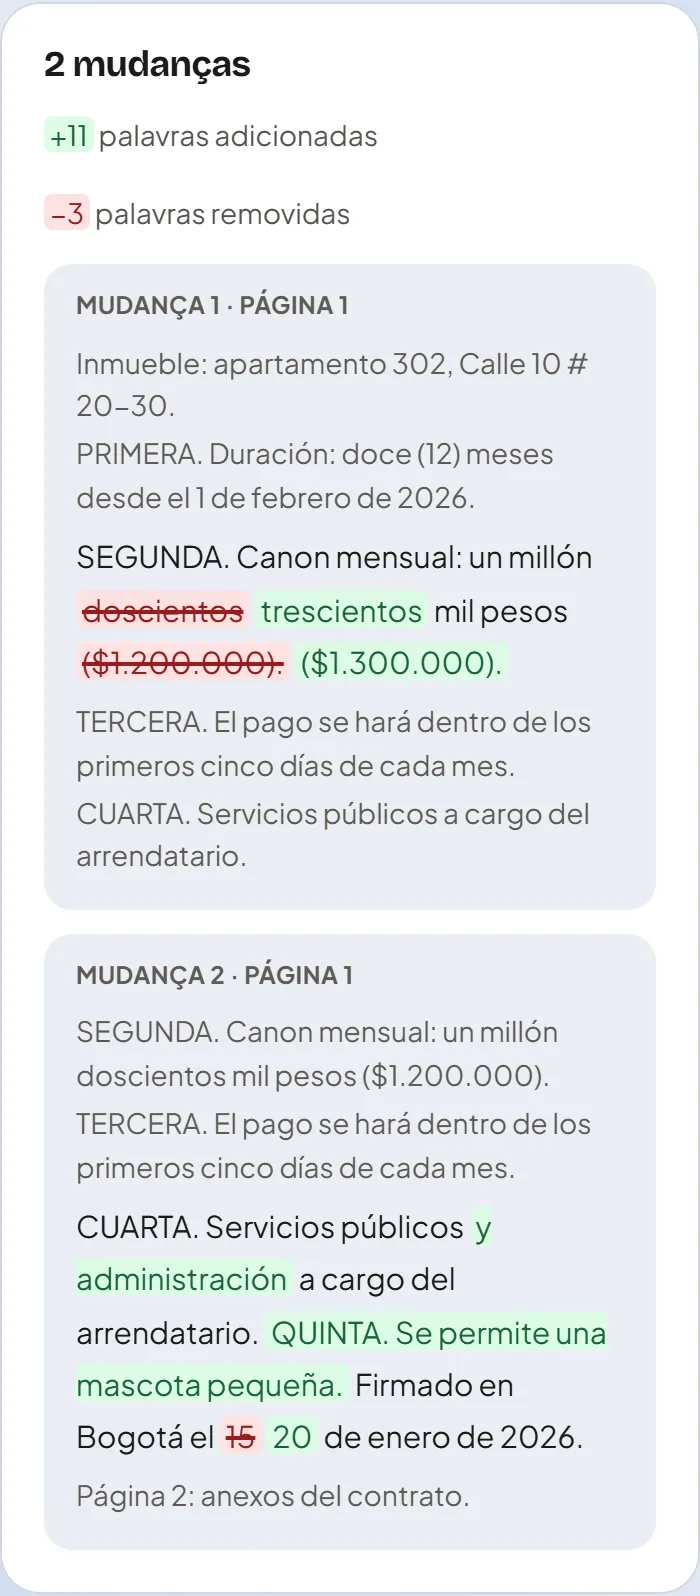 2 mudanças
+11 palavras adicionadas
−3 palavras removidas
MUDANÇA 1 · PÁGINA 1
Inmueble: apartamento 302, Calle 10 #
20–30.
PRIMERA. Duración: doce (12) meses
desde el 1 de febrero de 2026.
SEGUNDA. Canon mensual: un millón
doscientos trescientos mil pesos
($1.200.000). ($1.300.000).
TERCERA. El pago se hará dentro de los
primeros cinco días de cada mes.
CUARTA. Servicios públicos a cargo del
arrendatario.
MUDANÇA 2 · PÁGINA 1
SEGUNDA. Canon mensual: un millón
doscientos mil pesos ($1.200.000).
TERCERA. El pago se hará dentro de los
primeros cinco días de cada mes.
CUARTA. Servicios públicos y
administración a cargo del
arrendatario. QUINTA. Se permite una
mascota pequeña. Firmado en
Bogotá el 15 20 de enero de 2026.
Página 2: anexos del contrato.